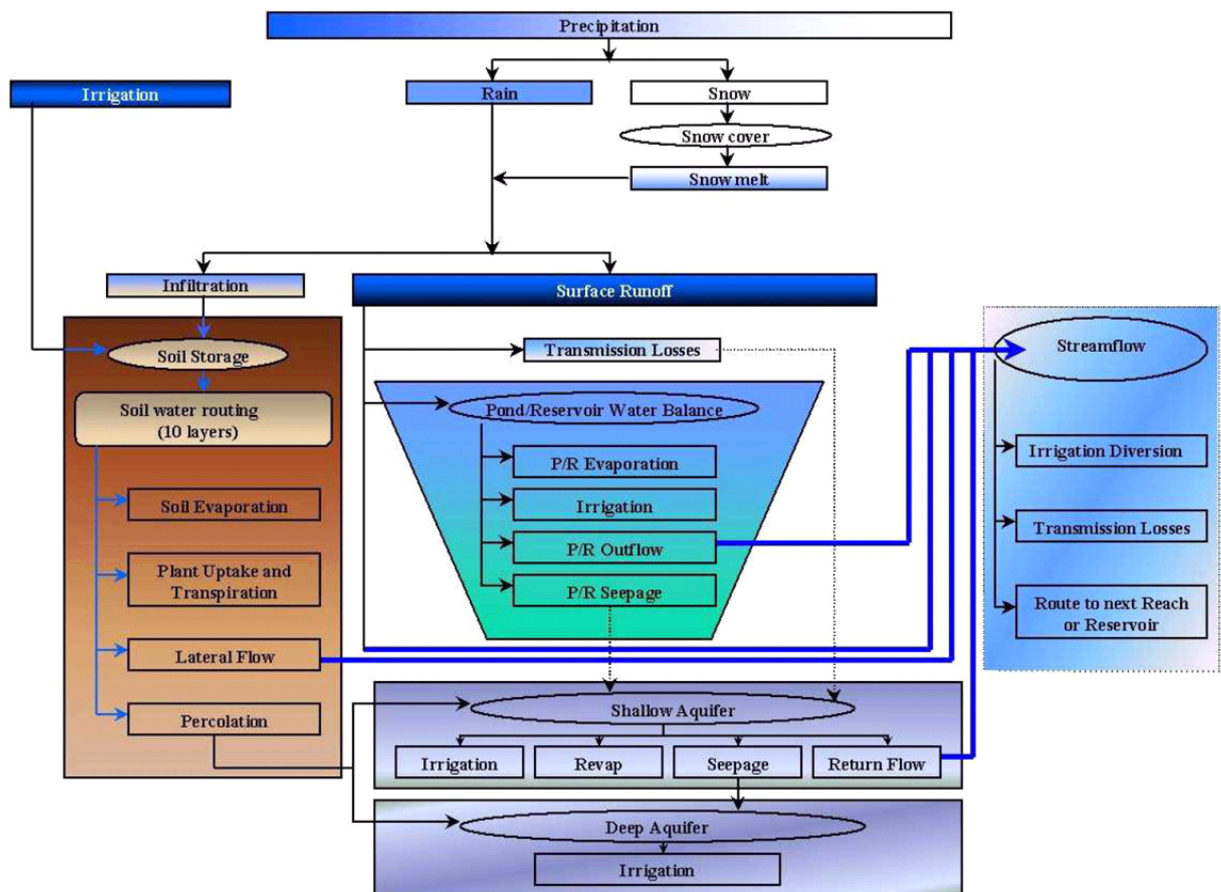 Precipitation
Irrigation
Rain
Snow
Snow cover
Snow melt
Infiltration
Surface Runoff
Soil Storage
Soil water routing
(10 layers)
Soil Evaporation
Plant Uptake and
Transpiration
Lateral Flow
Percolation
Transmission Losses
Pond/Reservoir Water Balance
P/R Evaporation
Irrigation
P/R Outflow
P/R Seepage
Streamflow
Irrigation Diversion
Transmission Losses
Route to next Reach
or Reservoir
Shallow Aquifer
Irrigation
Revap
Seepage
Return Flow
Deep Aquifer
Irrigation